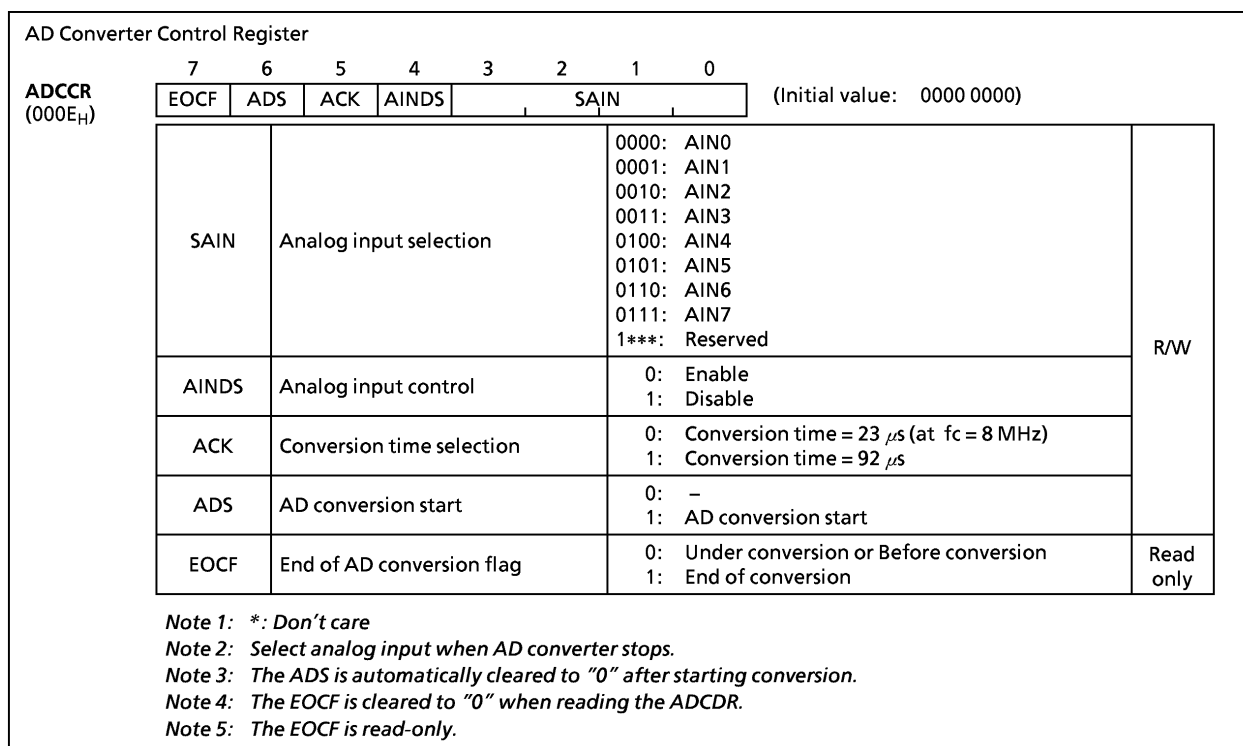 AD Converter Control Register
7 6 5 4 3 2 1 0
ADCCR
(000EH)
EOCF ADS ACK AINDS SAIN (Initial value: 0000 0000)
SAIN Analog input selection
0000: AIN0
0001: AIN1
0010: AIN2
0011: AIN3
0100: AIN4
0101: AIN5
0110: AIN6
0111: AIN7
1***: Reserved
R/W
AINDS Analog input control
0: Enable
1: Disable
ACK Conversion time selection
0: Conversion time = 23 μs (at fc = 8 MHz)
1: Conversion time = 92 μs
ADS AD conversion start
0: –
1: AD conversion start
EOCF End of AD conversion flag
0: Under conversion or Before conversion
1: End of conversion
Read
only
Note 1: *: Don't care
Note 2: Select analog input when AD converter stops.
Note 3: The ADS is automatically cleared to "0" after starting conversion.
Note 4: The EOCF is cleared to "0" when reading the ADCDR.
Note 5: The EOCF is read-only.